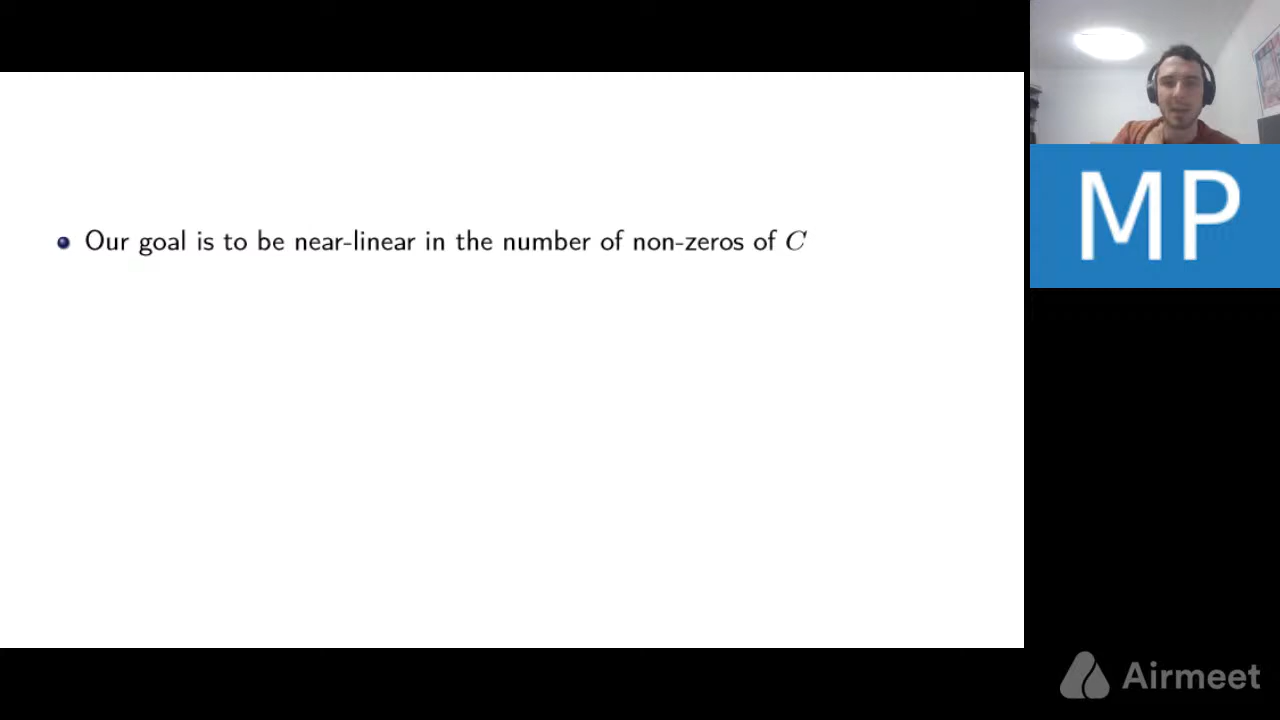 Our goal is to be near-linear in the number of non-zeros of C
MP
Airmeet